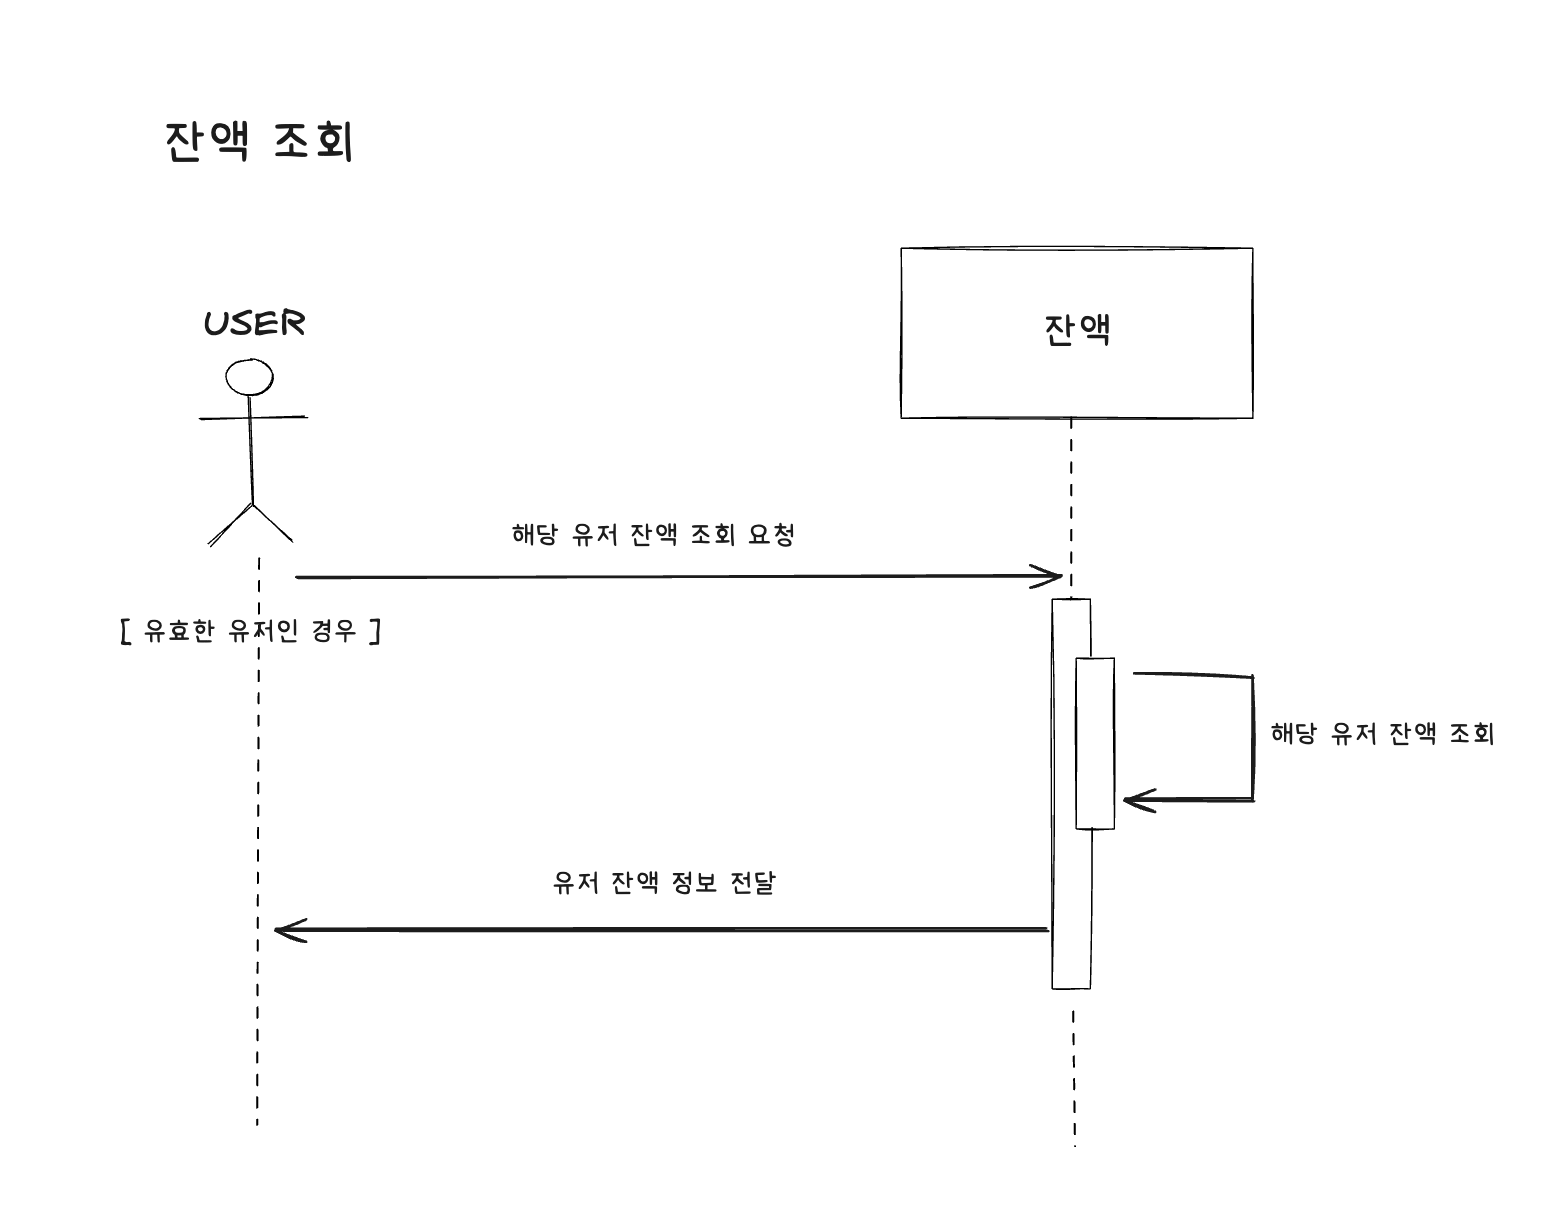 잔액 조회
USER
잔액
해당 유저 잔액 조회 요청
[ 유효한 유저인 경우 ]
해당 유저 잔액 조회
유저 잔액 정보 전달